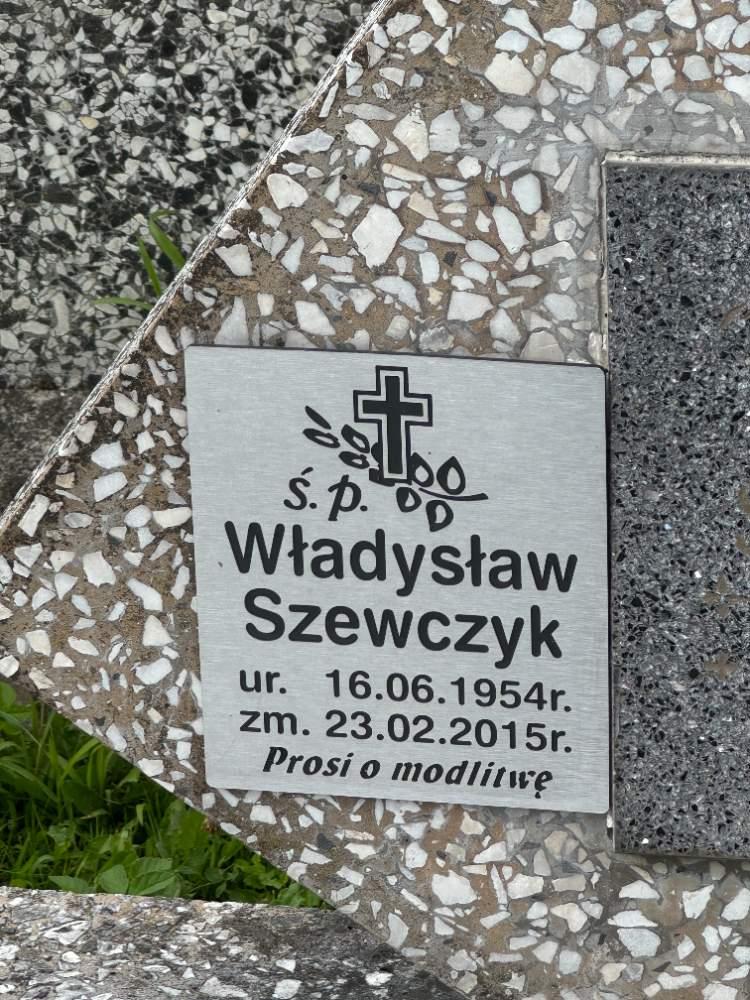 ś. p.
Władysław
Szewczyk
ur. 16.06.1954r.
zm. 23.02.2015r.
Prosi o modlitwę